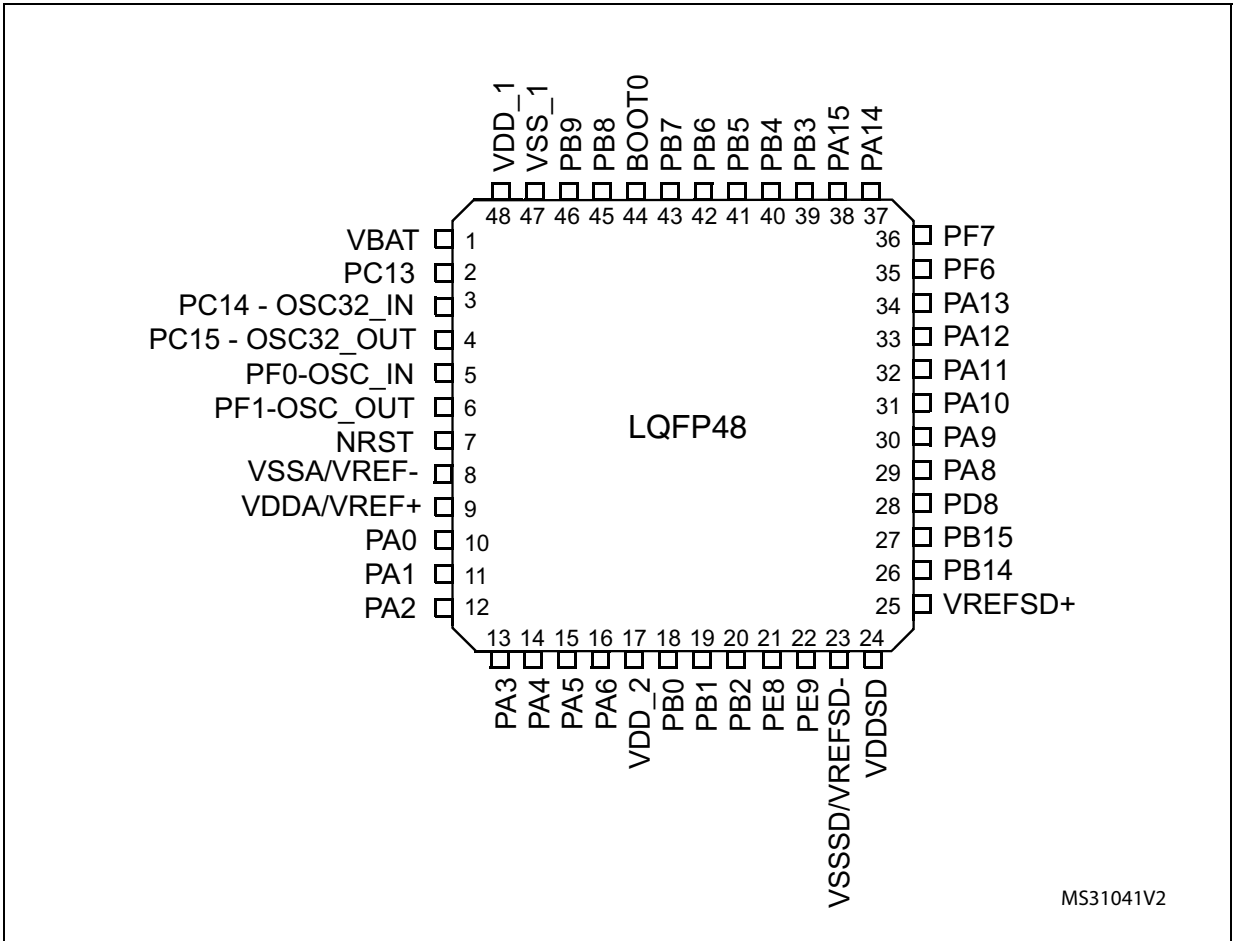 VDD_1
VSS_1
PB9
PB8
BOOT0
PB7
PB6
PB5
PB4
PB3
PA15
PA14
48 47 46 45 44 43 42 41 40 39 38 37
VBAT 1
PC13 2
PC14 - OSC32_IN 3
PC15 - OSC32_OUT 4
PF0-OSC_IN 5
PF1-OSC_OUT 6
NRST 7
VSSA/VREF- 8
VDDA/VREF+ 9
PA0 10
PA1 11
PA2 12
LQFP48
36 PF7
35 PF6
34 PA13
33 PA12
32 PA11
31 PA10
30 PA9
29 PA8
28 PD8
27 PB15
26 PB14
25 VREFSD+
13 14 15 16 17 18 19 20 21 22 23 24
PA3
PA4
PA5
PA6
VDD_2
PB0
PB1
PB2
PE8
PE9
VSSSD/VREFSD-
VDDSD
MS31041V2